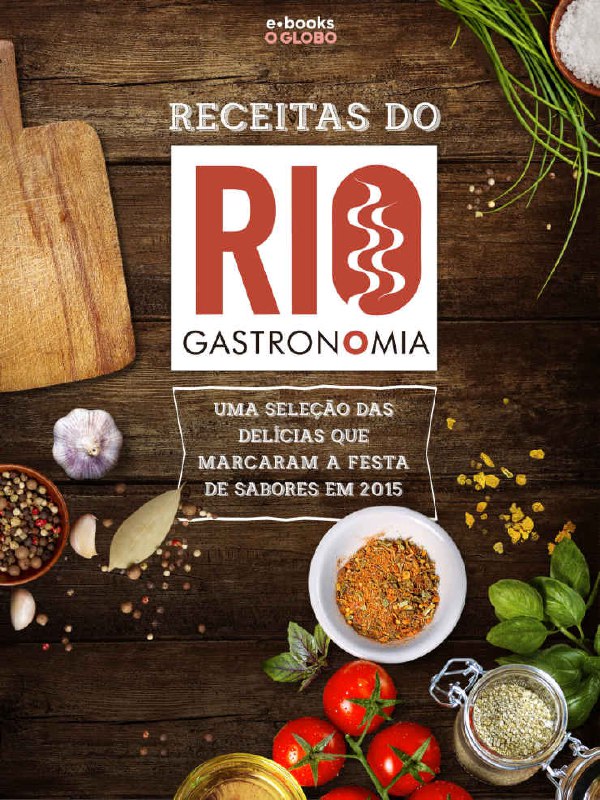 e•books
O GLOBO
RECEITAS DO
RIO
GASTRONOMIA
UMA SELEÇÃO DAS
DELÍCIAS QUE
MARCARAM A FESTA
DE SABORES EM 2015